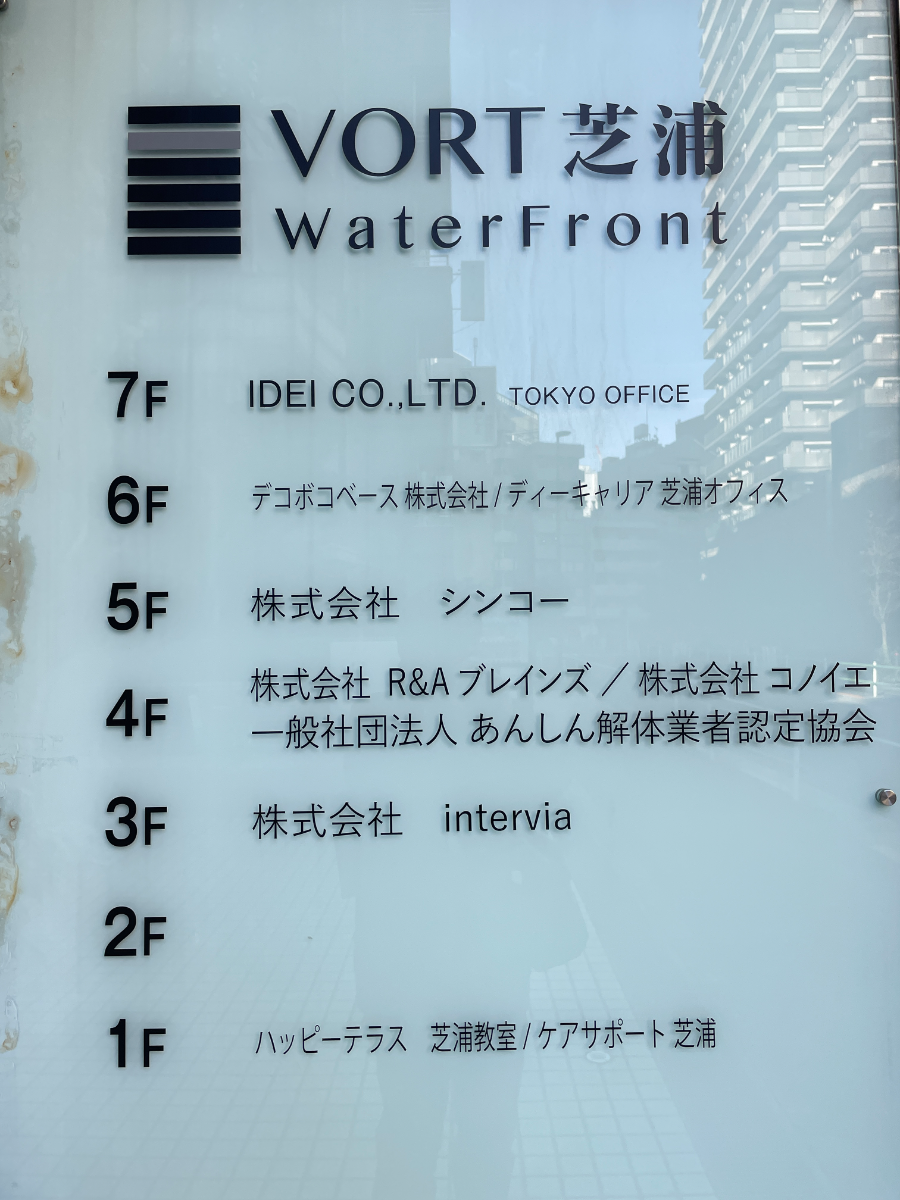 VORT 芝浦
WaterFront
7F IDEI CO.,LTD. TOKYO OFFICE
6F デコボコベース 株式会社 / ディーキャリア 芝浦オフィス
5F 株式会社 シンコー
4F 株式会社 R&A ブレインズ ／ 株式会社 コノイエ
一般社団法人 あんしん解体業者認定協会
3F 株式会社 intervia
2F
1F ハッピーテラス 芝浦教室 / ケアサポート 芝浦